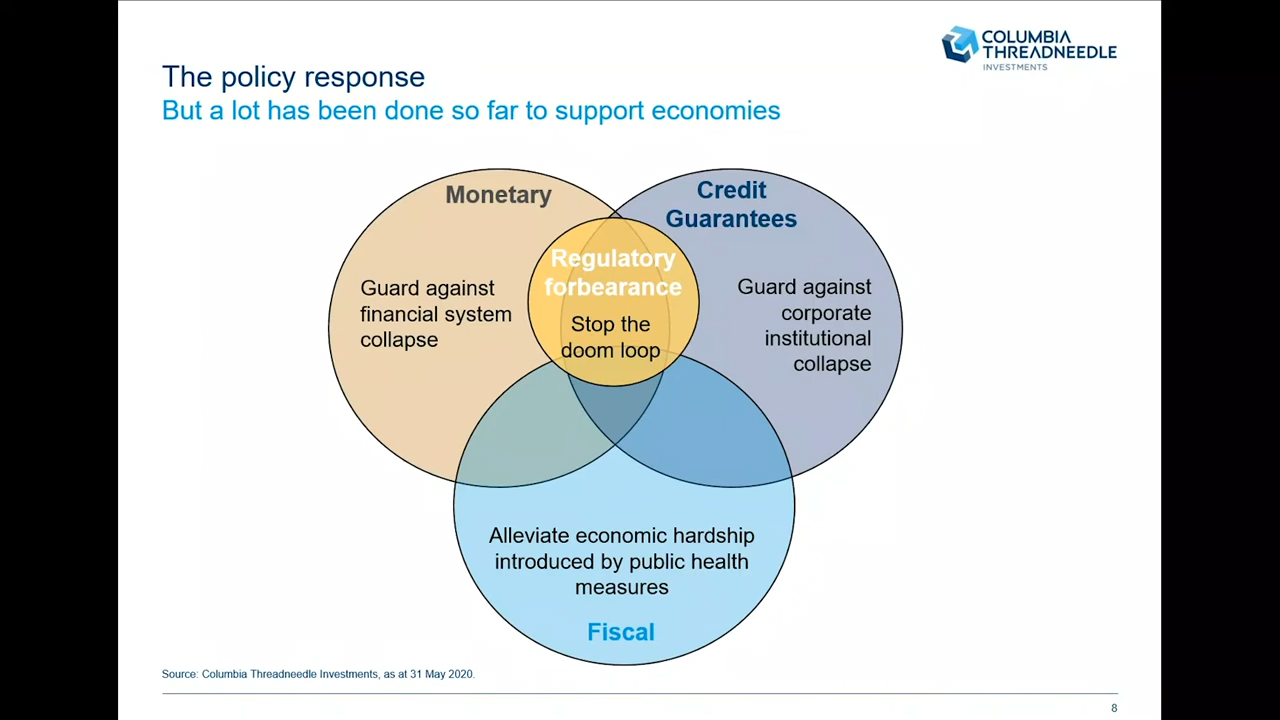 COLUMBIA
THREADNEEDLE
INVESTMENTS
The policy response
But a lot has been done so far to support economies
Monetary
Guard against
financial system
collapse
Regulatory
forbearance
Stop the
doom loop
Credit
Guarantees
Guard against
corporate
institutional
collapse
Alleviate economic hardship
introduced by public health
measures
Fiscal
Source: Columbia Threadneedle Investments, as at 31 May 2020.
8